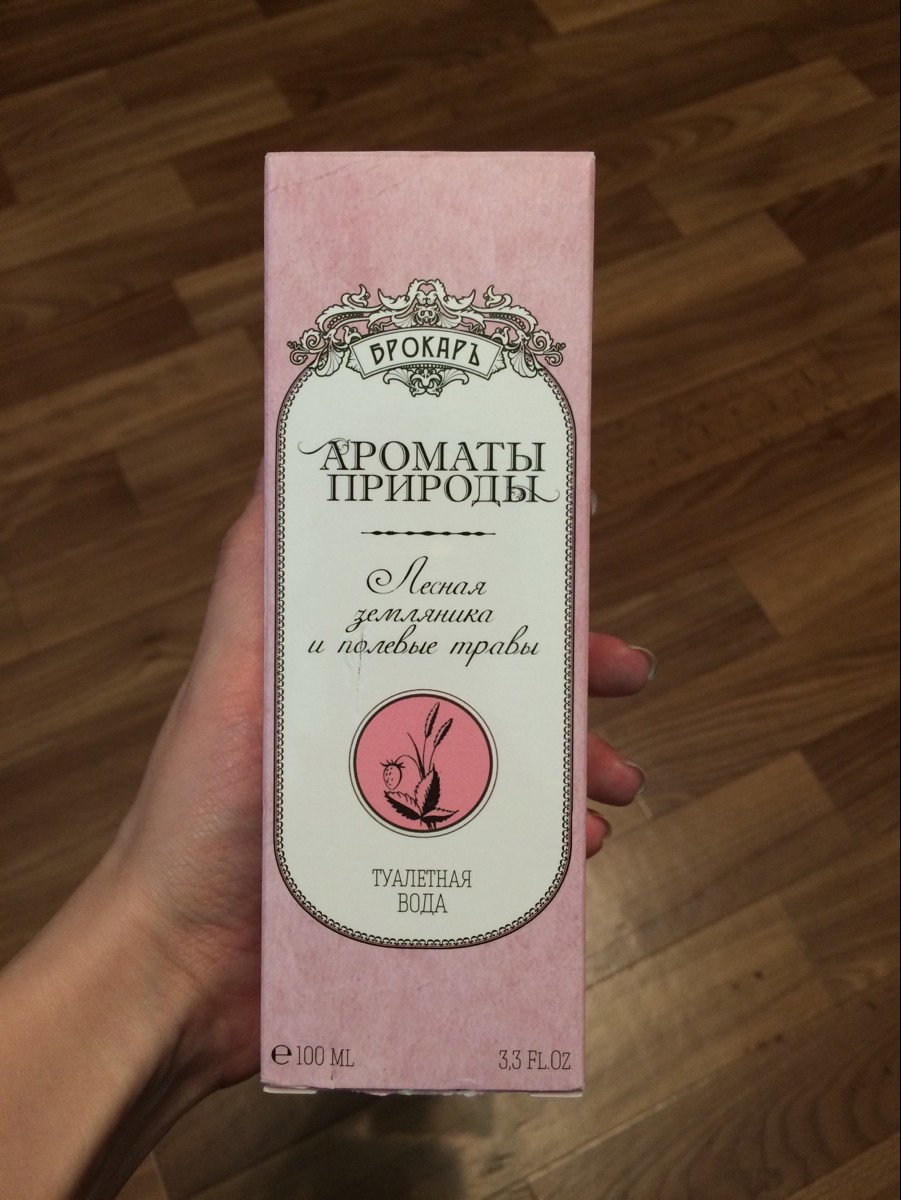 БРОКАРЪ
АРОМАТЫ
ПРИРОДЫ
Лесная
земляника
и полевые травы
ТУАЛЕТНАЯ
ВОДА
℮ 100 ML 3,3 FL.OZ